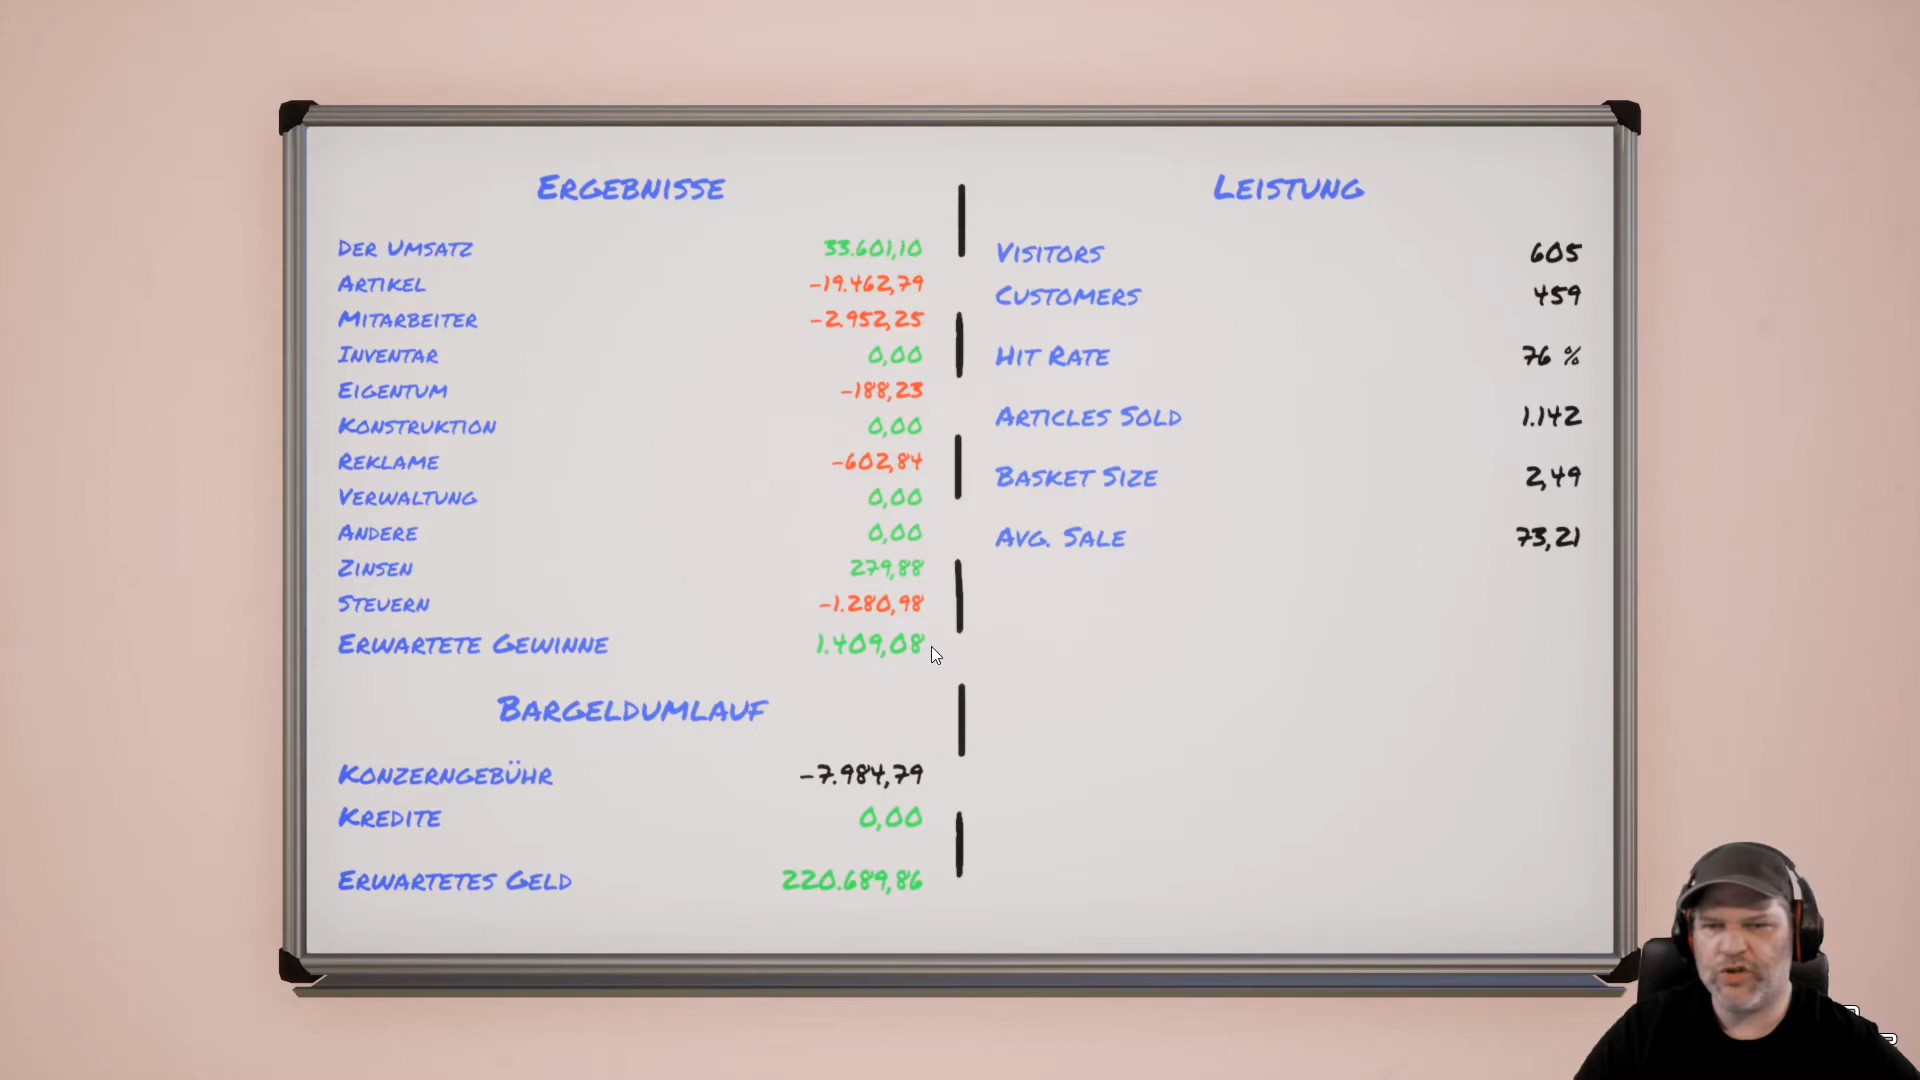 Ergebnisse
Der Umsatz 33.601,10
Artikel -19.462,79
Mitarbeiter -2.952,25
Inventar 0,00
Eigentum -188,23
Konstruktion 0,00
Reklame -602,84
Verwaltung 0,00
Andere 0,00
Zinsen 279,88
Steuern -1.280,98
Erwartete Gewinne 1.409,08
Bargeldumlauf
Konzerngebühr -7.984,79
Kredite 0,00
Erwartetes Geld 220.689,86
Leistung
Visitors 605
Customers 459
Hit Rate 76 %
Articles Sold 1.142
Basket Size 2,49
Avg. Sale 73,21